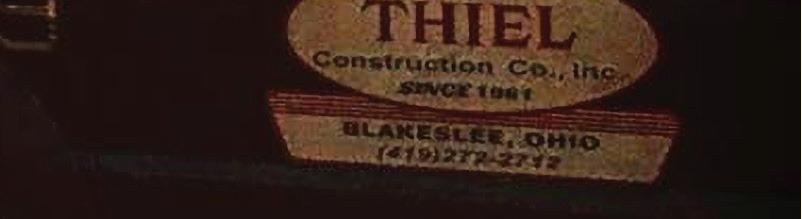 THIEL
Construction Co., Inc.
SINCE 1961
BLAKESLEE, OHIO
(419)272-2712